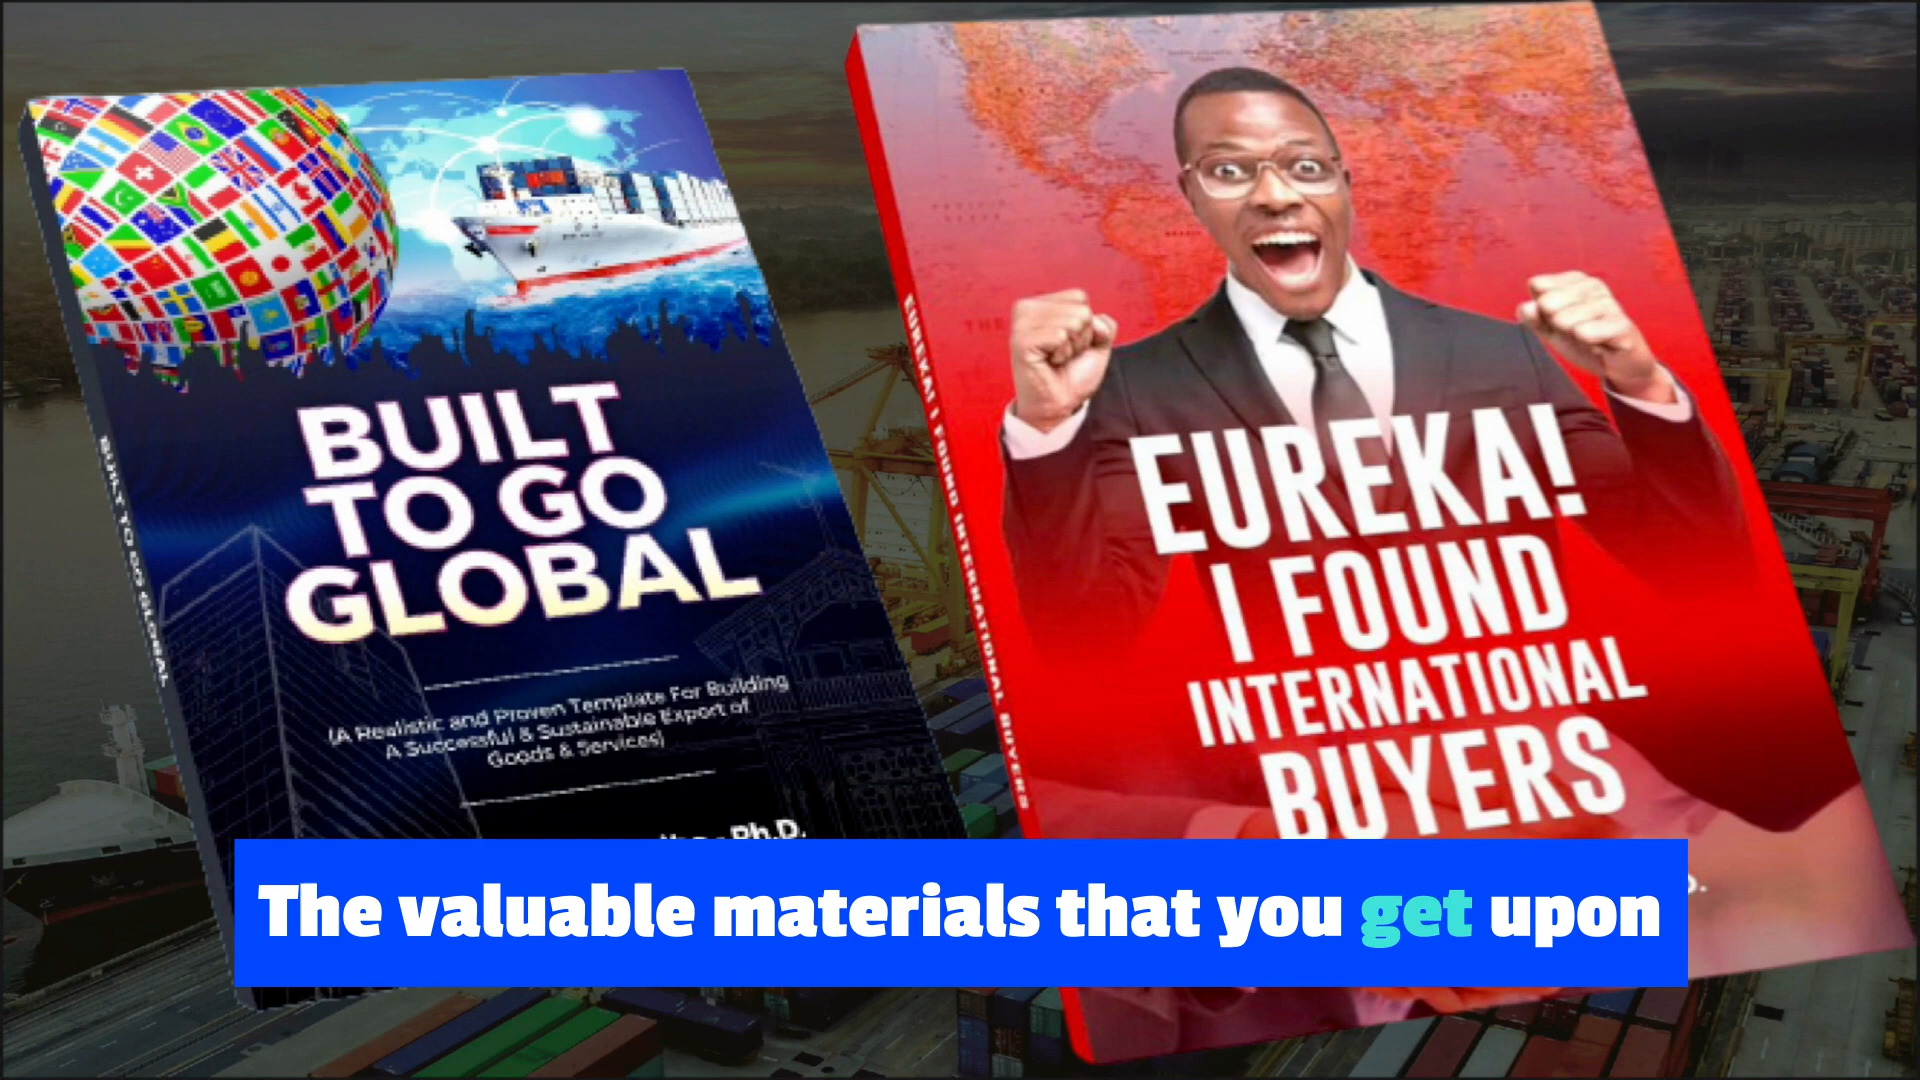 BUILT TO GO GLOBAL
BUILT
TO GO
GLOBAL
(A Realistic and Proven Template For Building
A Successful & Sustainable Export of
Goods & Services)
Ph.D.
EUREKA! I FOUND INTERNATIONAL BUYERS
EUREKA!
I FOUND
INTERNATIONAL
BUYERS
The valuable materials that you get upon